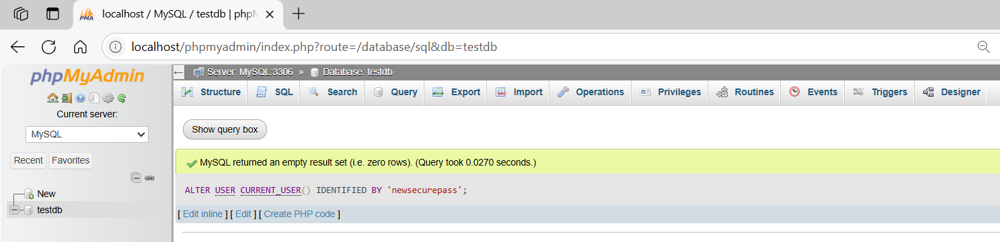 localhost / MySQL / testdb | phpM
localhost/phpmyadmin/index.php?route=/database/sql&db=testdb
phpMyAdmin
Current server:
MySQL
Recent Favorites
New
testdb
Server: MySQL:3306 » Database: testdb
Structure SQL Search Query Export Import Operations Privileges Routines Events Triggers Designer
Show query box
MySQL returned an empty result set (i.e. zero rows). (Query took 0.0270 seconds.)
ALTER USER CURRENT_USER() IDENTIFIED BY 'newsecurepass';
[ Edit inline ] [ Edit ] [ Create PHP code ]